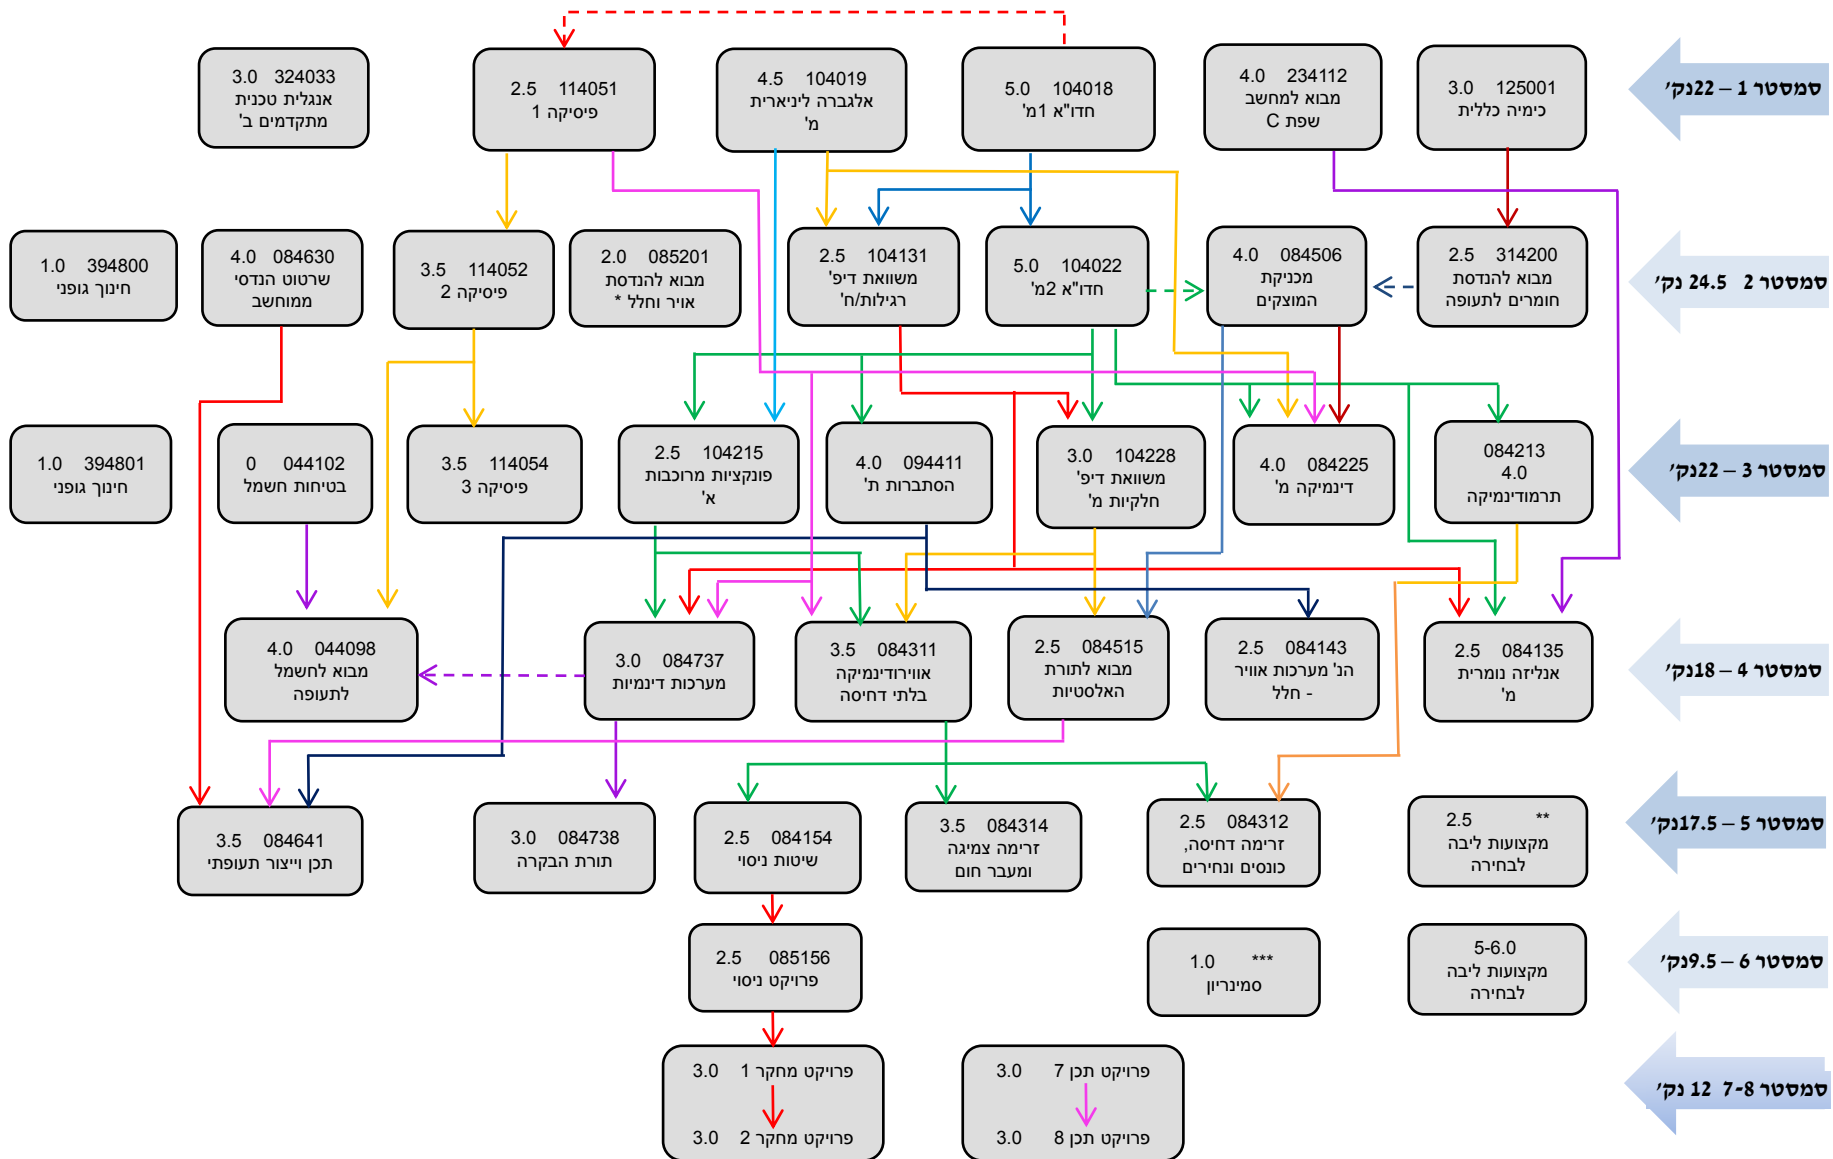 סמסטר 1 – 22נק'
125001 3.0
כימיה כללית
234112 4.0
מבוא למחשב
שפת C
104018 5.0
חדו"א 1מ'
104019 4.5
אלגברה ליניארית
מ'
114051 2.5
פיסיקה 1
324033 3.0
אנגלית טכנית
מתקדמים ב'
סמסטר 2 24.5 נק'
314200 2.5
מבוא להנדסת
חומרים לתעופה
084506 4.0
מכניקת
המוצקים
104022 5.0
חדו"א 2מ'
104131 2.5
משוואת דיפ'
רגילות/ח'
085201 2.0
מבוא להנדסת
אויר וחלל *
114052 3.5
פיסיקה 2
084630 4.0
שרטוט הנדסי
ממוחשב
394800 1.0
חינוך גופני
סמסטר 3 – 22נק'
084213
4.0
תרמודינמיקה
084225 4.0
דינמיקה מ'
104228 3.0
משוואת דיפ'
חלקיות מ'
094411 4.0
הסתברות ת'
104215 2.5
פונקציות מרוכבות
א'
114054 3.5
פיסיקה 3
044102 0
בטיחות חשמל
394801 1.0
חינוך גופני
סמסטר 4 – 18נק'
084135 2.5
אנליזה נומרית
מ'
084143 2.5
הנ' מערכות אוויר
- חלל
084515 2.5
מבוא לתורת
האלסטיות
084311 3.5
אווירודינמיקה
בלתי דחיסה
084737 3.0
מערכות דינמיות
044098 4.0
מבוא לחשמל
לתעופה
סמסטר 5 – 17.5נק'
** 2.5
מקצועות ליבה
לבחירה
084312 2.5
זרימה דחיסה,
כונסים ונחירים
084314 3.5
זרימה צמיגה
ומעבר חום
084154 2.5
שיטות ניסוי
084738 3.0
תורת הבקרה
084641 3.5
תכן וייצור תעופתי
סמסטר 6 – 9.5נק'
5-6.0
מקצועות ליבה
לבחירה
*** 1.0
סמינריון
085156 2.5
פרויקט ניסוי
סמסטר 7-8 12 נק'
פרויקט תכן 7 3.0
פרויקט תכן 8 3.0
פרויקט מחקר 1 3.0
פרויקט מחקר 2 3.0